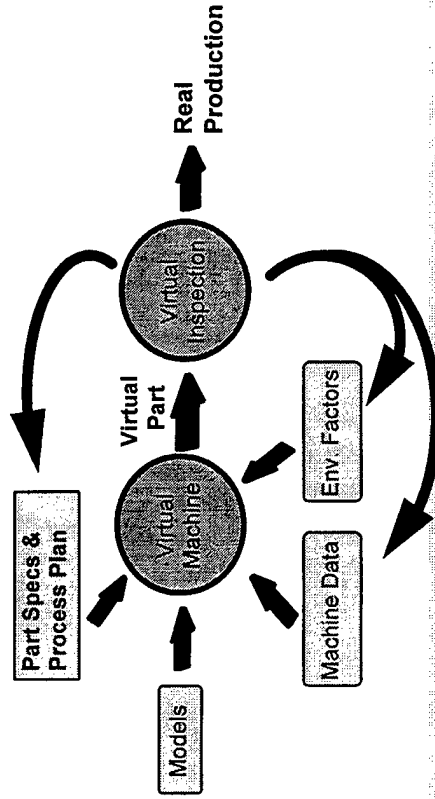 Part Specs &
Process Plan
Models
Virtual
Machine
Virtual
Part
Virtual
Inspection
Real
Production
Machine Data
Env. Factors